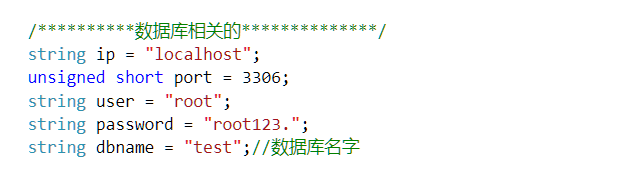 /**********数据库相关的**************/
string ip = "localhost";
unsigned short port = 3306;
string user = "root";
string password = "root123.";
string dbname = "test";//数据库名字